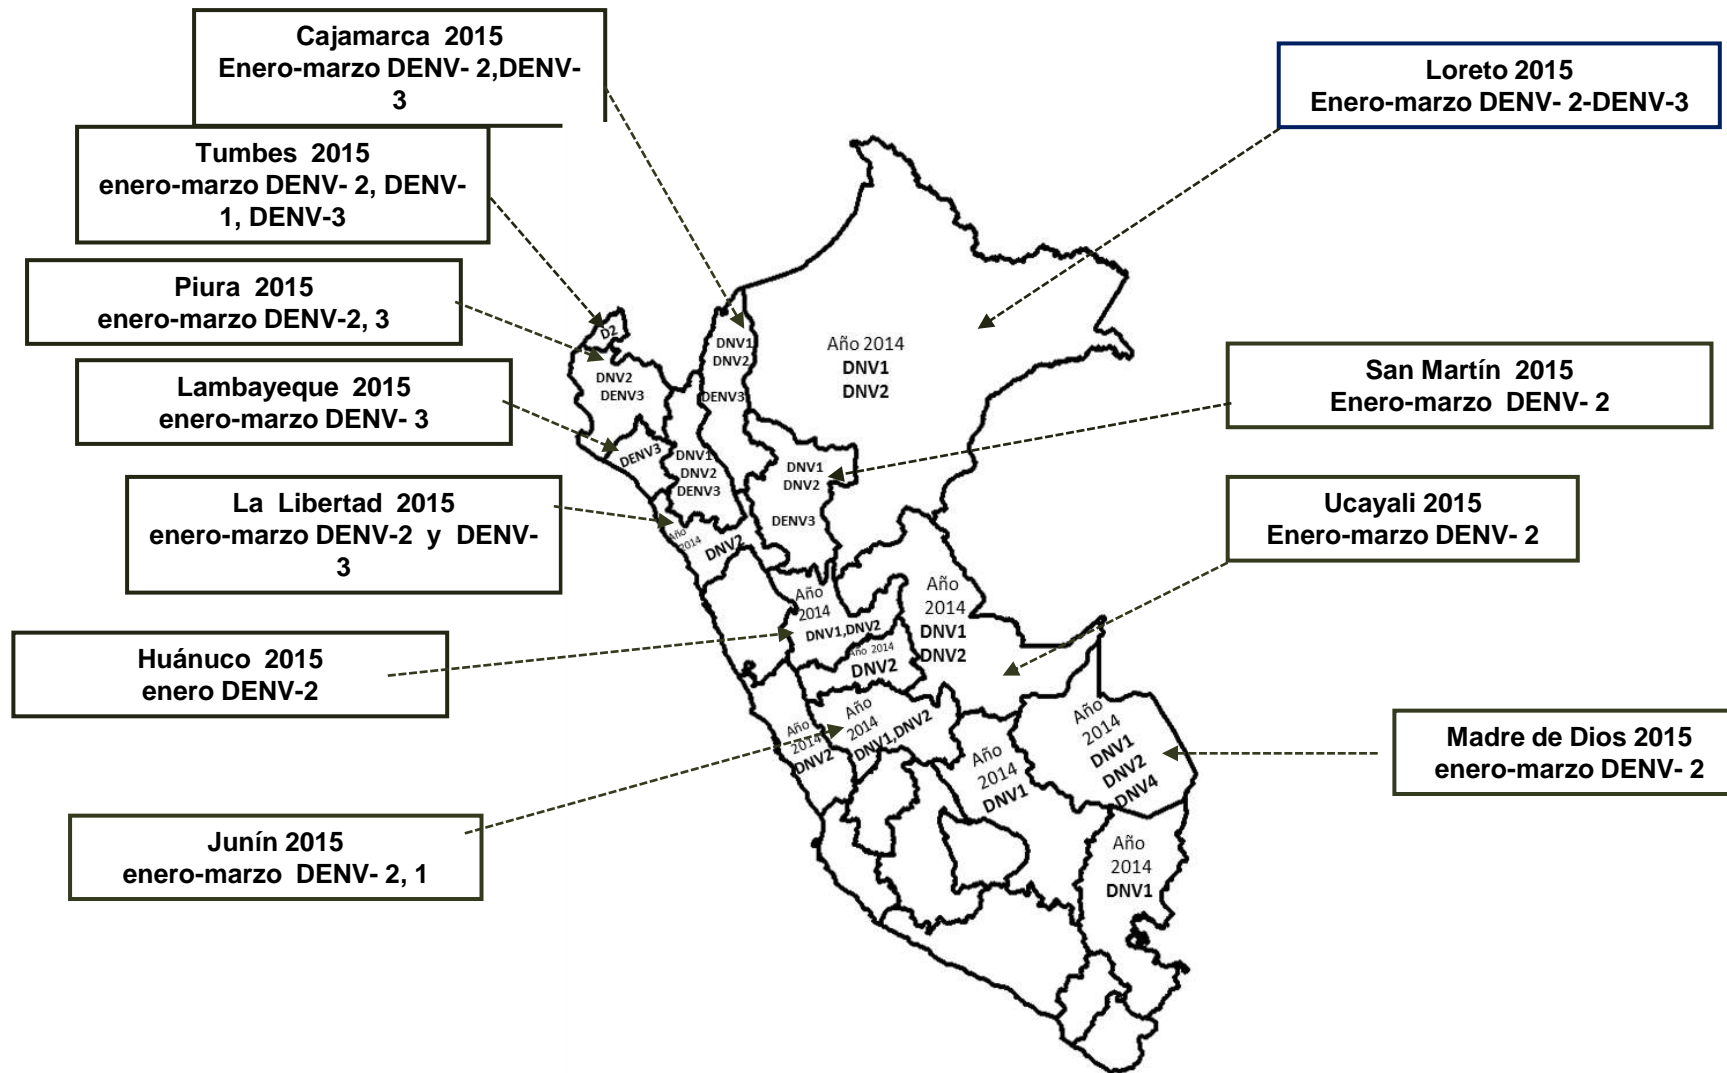 Cajamarca 2015
Enero-marzo DENV- 2,DENV-
3
Loreto 2015
Enero-marzo DENV- 2-DENV-3
Tumbes 2015
enero-marzo DENV- 2, DENV-
1, DENV-3
Piura 2015
enero-marzo DENV-2, 3
Lambayeque 2015
enero-marzo DENV- 3
San Martín 2015
Enero-marzo DENV- 2
La Libertad 2015
enero-marzo DENV-2 y DENV-
3
Ucayali 2015
Enero-marzo DENV- 2
Huánuco 2015
enero DENV-2
Madre de Dios 2015
enero-marzo DENV- 2
Junín 2015
enero-marzo DENV- 2, 1
D2
DNV2
DENV3
DENV3
DNV1
DNV2
DENV3
DNV1
DNV2
DENV3
Año 2014
DNV1
DNV2
DNV1
DNV2
DENV3
Año
2014
DNV2
Año
2014
DNV1,DNV2
Año 2014
DNV2
Año
2014
DNV1
DNV2
Año
2014
DNV2
Año
2014
DNV1,DNV2
Año
2014
DNV1
Año
2014
DNV1
DNV2
DNV4
Año
2014
DNV1